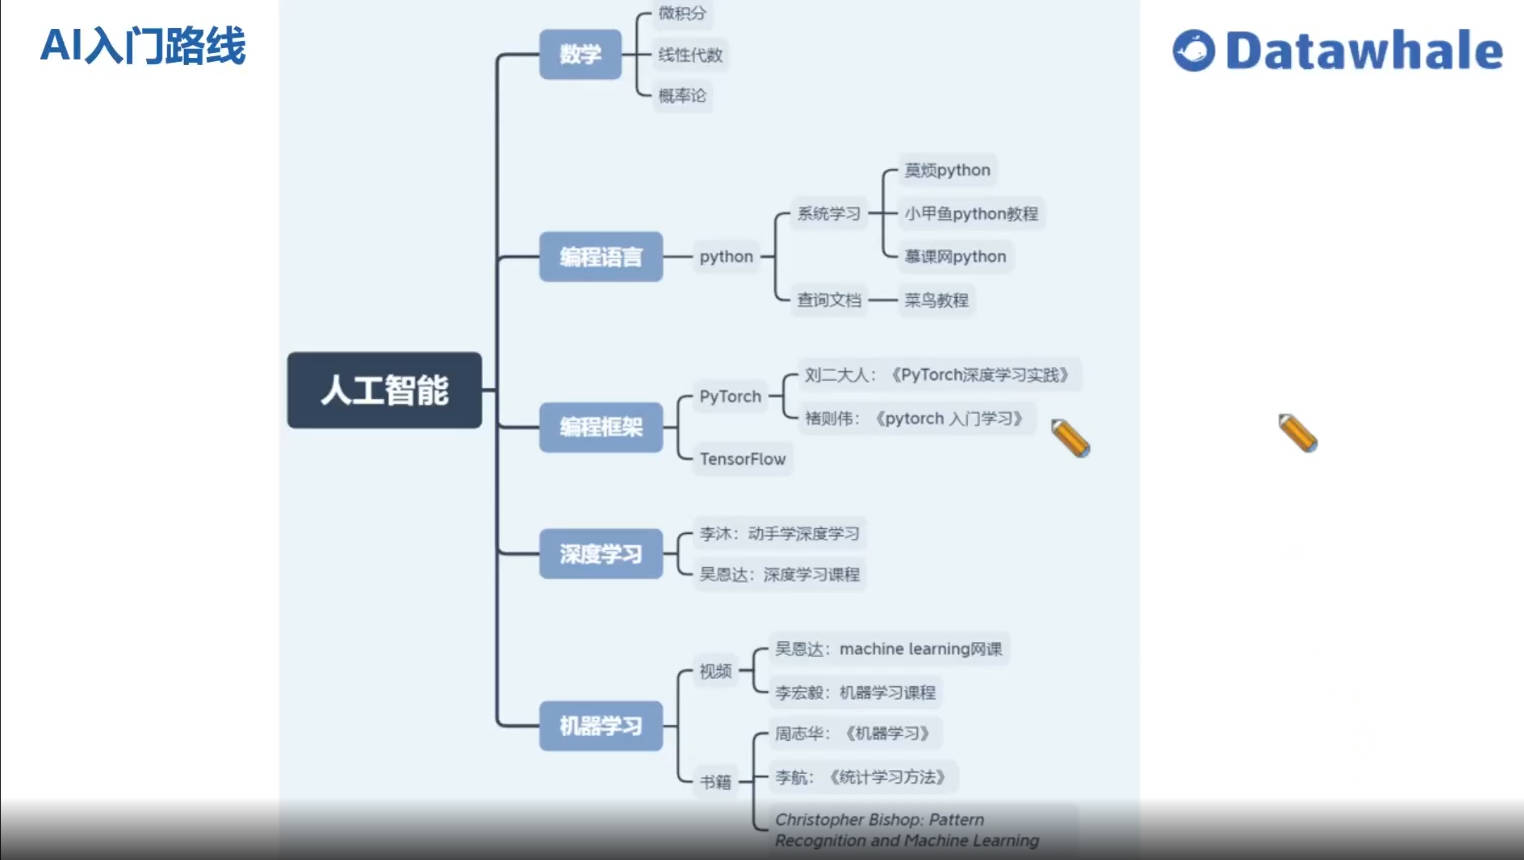 AI入门路线
Datawhale
人工智能
数学
微积分
线性代数
概率论
编程语言
python
系统学习
莫烦python
小甲鱼python教程
慕课网python
查询文档
菜鸟教程
编程框架
PyTorch
刘二大人：《PyTorch深度学习实践》
褚则伟：《pytorch 入门学习》
TensorFlow
深度学习
李沐：动手学深度学习
吴恩达：深度学习课程
机器学习
视频
吴恩达：machine learning网课
李宏毅：机器学习课程
书籍
周志华：《机器学习》
李航：《统计学习方法》
Christopher Bishop: Pattern
Recognition and Machine Learning